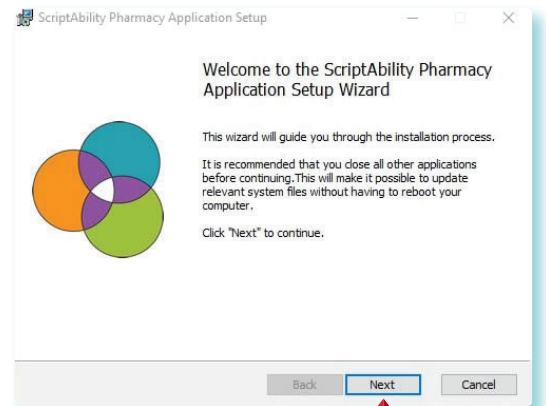 ScriptAbility Pharmacy Application Setup
Welcome to the ScriptAbility Pharmacy
Application Setup Wizard
This wizard will guide you through the installation process.
It is recommended that you close all other applications
before continuing.This will make it possible to update
relevant system files without having to reboot your
computer.
Click "Next" to continue.
Back Next Cancel